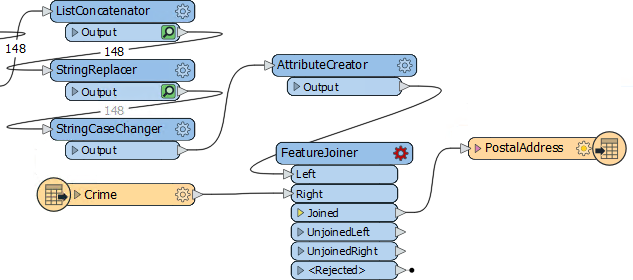 ListConcatenator
Output
148
148
StringReplacer
Output
148
StringCaseChanger
Output
AttributeCreator
Output
FeatureJoiner
Left
Right
Joined
UnjoinedLeft
UnjoinedRight
<Rejected>
Crime
PostalAddress